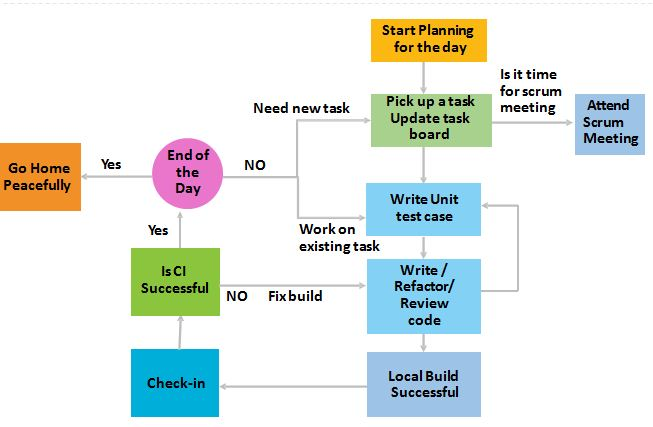 Start Planning
for the day
Is it time
for scrum
meeting
Need new task
Pick up a task
Update task
board
Attend
Scrum
Meeting
Go Home
Peacefully
Yes
End of
the
Day
NO
Write Unit
test case
Work on
existing task
Yes
Is CI
Successful
NO
Fix build
Write /
Refactor/
Review
code
Check-in
Local Build
Successful